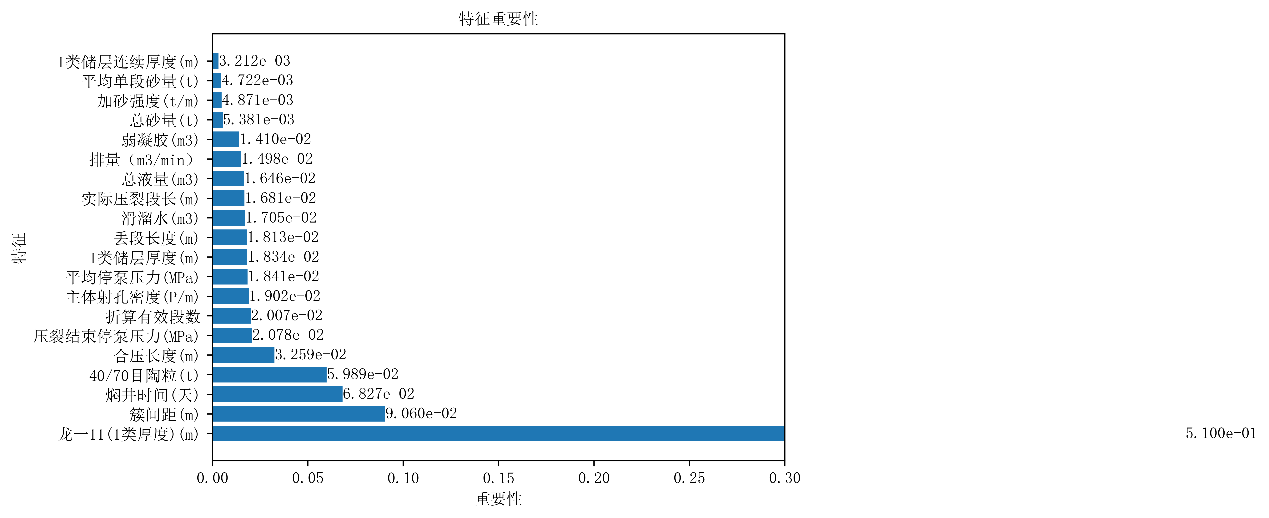 特征重要性
I类储层连续厚度(m) 3.212e-03
平均单段砂量(t) 4.722e-03
加砂强度(t/m) 4.871e-03
总砂量(t) 5.381e-03
弱凝胶(m3) 1.410e-02
排量 (m3/min) 1.498e-02
总液量(m3) 1.646e-02
实际压裂段长(m) 1.681e-02
滑溜水(m3) 1.705e-02
丢段长度(m) 1.813e-02
I类储层厚度(m) 1.834e-02
平均停泵压力(MPa) 1.841e-02
主体射孔密度(P/m) 1.902e-02
折算有效段数 2.007e-02
压裂结束停泵压力(MPa) 2.078e-02
合压长度(m) 3.259e-02
40/70目陶粒(t) 5.989e-02
焖井时间(天) 6.827e-02
簇间距(m) 9.060e-02
龙一11(1类厚度)(m) 5.100e-01
特征
0.00 0.05 0.10 0.15 0.20 0.25 0.30
重要性